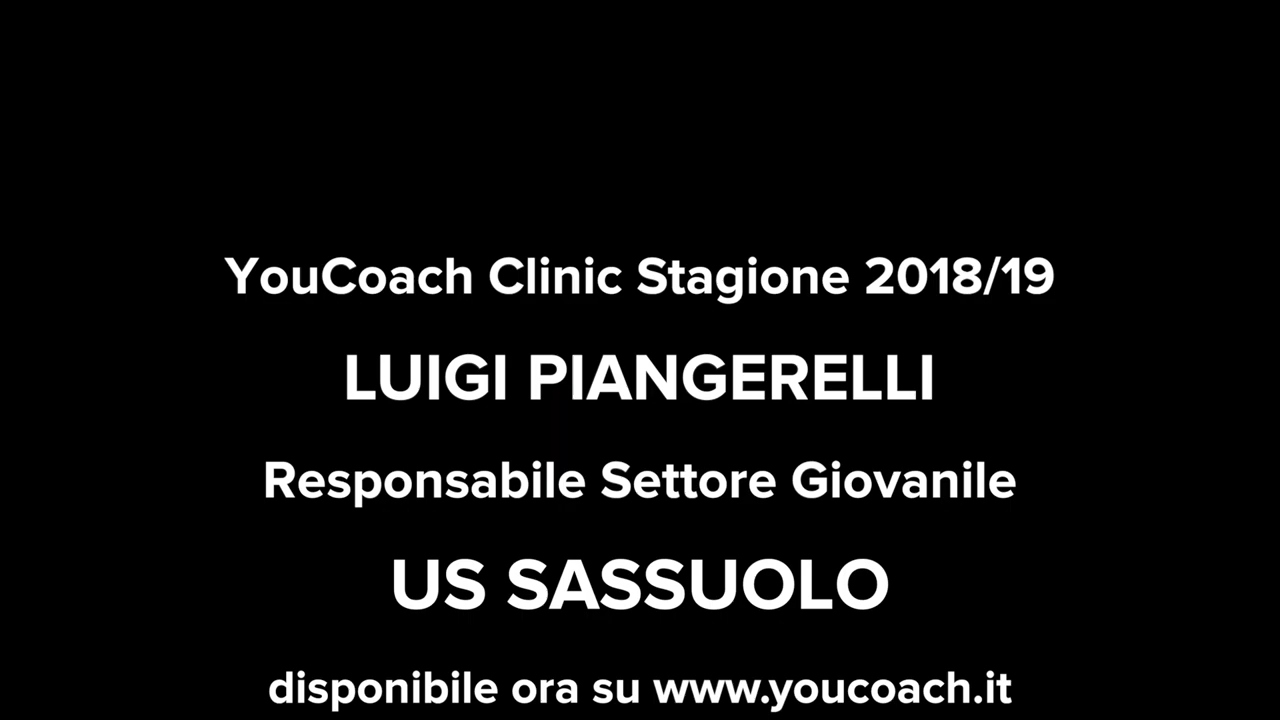 YouCoach Clinic Stagione 2018/19
LUIGI PIANGERELLI
Responsabile Settore Giovanile
US SASSUOLO
disponibile ora su www.youcoach.it